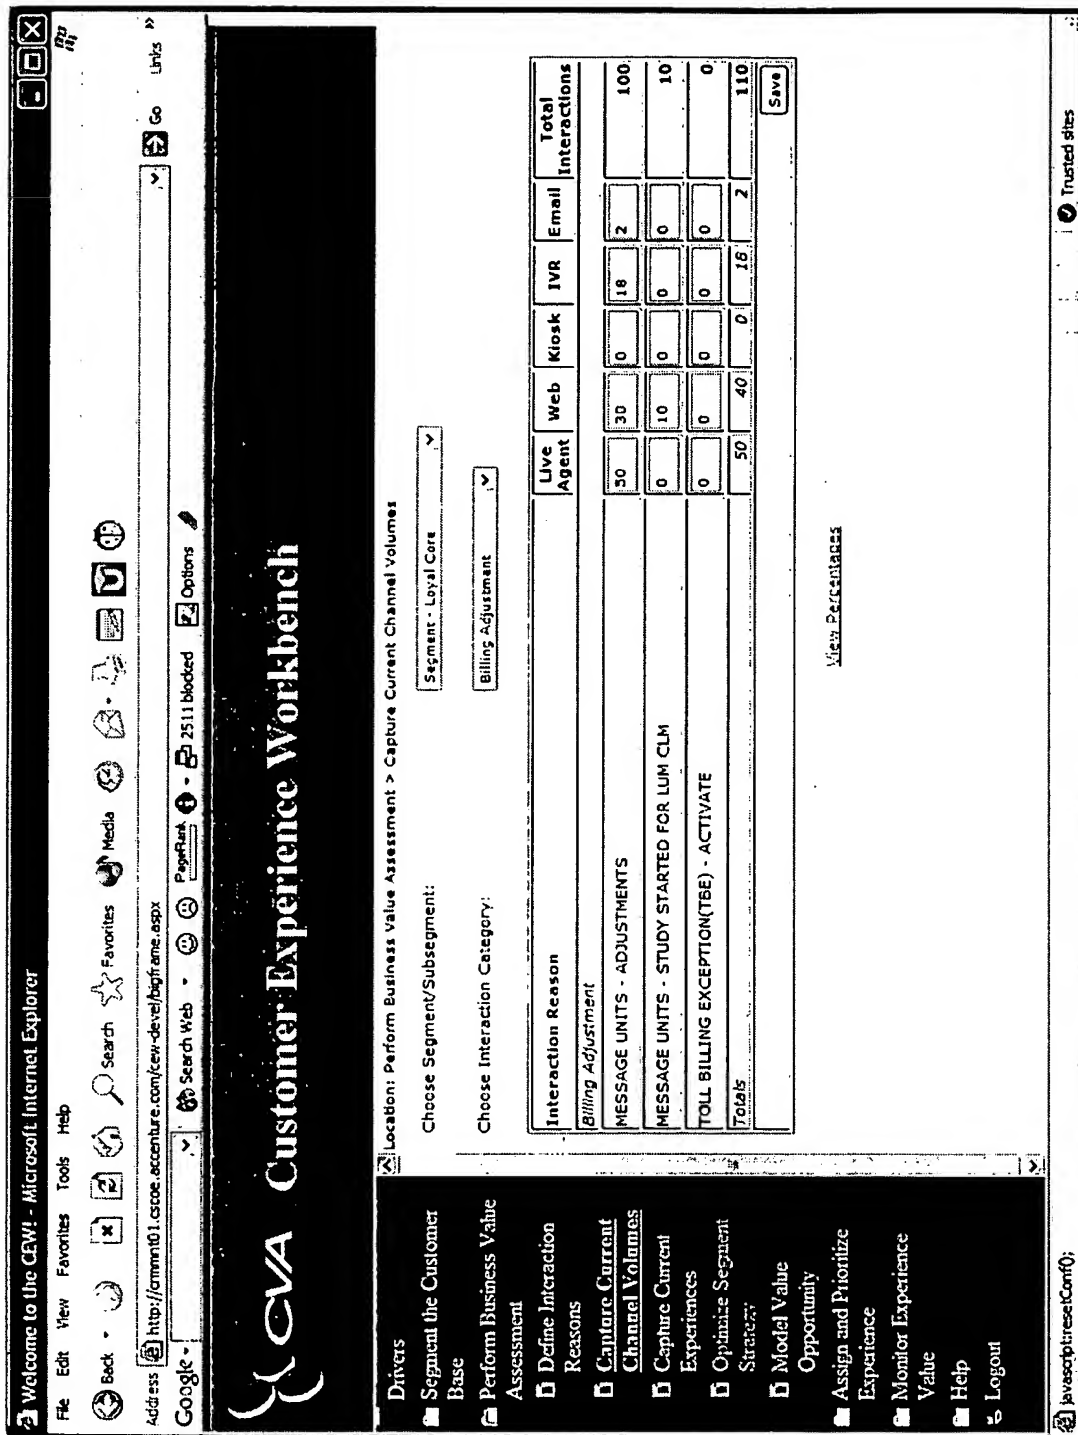 Welcome to the CEW! - Microsoft Internet Explorer
File Edit View Favorites Tools Help
Back Search Favorites Media
Address http://crmmnt01.cscoe.accenture.com/cew-devel/bigframe.aspx Go Links »
Google Search Web PageRank 2511 blocked Options
CVA Customer Experience Workbench
Drivers
Segment the Customer
Base
Perform Business Value
Assessment
Define Interaction
Reasons
Capture Current
Channel Volumes
Capture Current
Experiences
Optimize Segment
Strategy
Model Value
Opportunity
Assign and Prioritize
Experience
Monitor Experience
Value
Help
Logout
Location: Perform Business Value Assessment > Capture Current Channel Volumes
Choose Segment/Subsegment: Segment - Loyal Core
Choose Interaction Category: Billing Adjustment
Interaction Reason Live Agent Web Kiosk IVR Email Total Interactions
Billing Adjustment
MESSAGE UNITS - ADJUSTMENTS 50 30 0 18 2 100
MESSAGE UNITS - STUDY STARTED FOR LUM CLM 0 10 0 0 0 10
TOLL BILLING EXCEPTION(TBE) - ACTIVATE 0 0 0 0 0 0
Totals 50 40 0 18 2 110
Save
View Percentages
javascript:resetConf(); Trusted sites